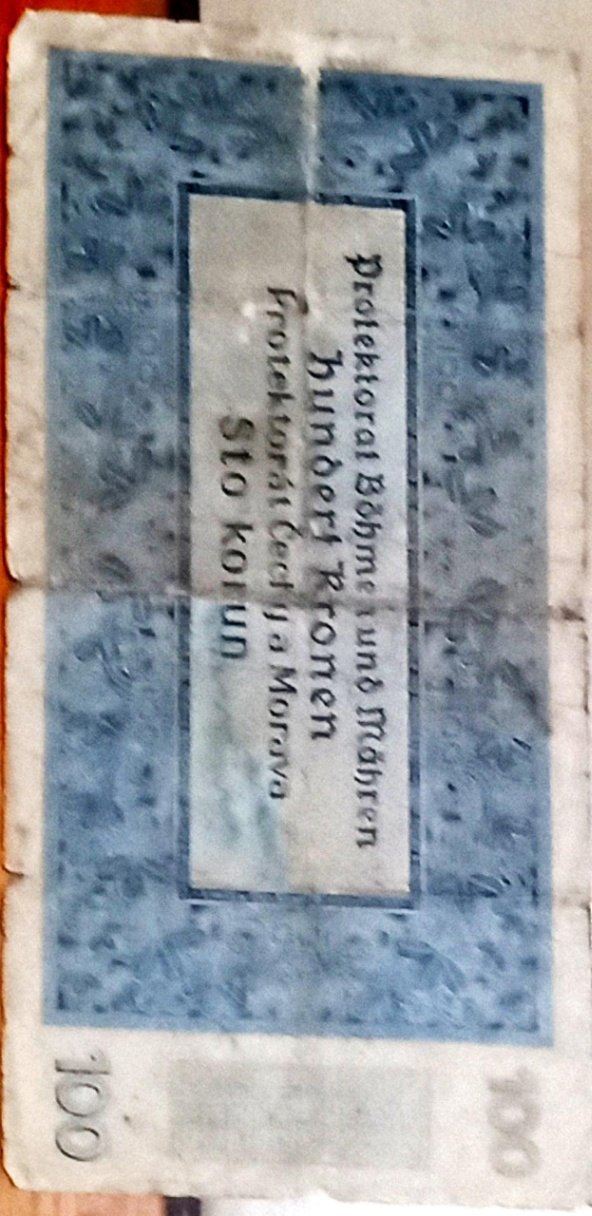 Protektorat Böhmen und Mähren
Hundert Kronen
Protektorát Čechy a Morava
Sto korun
100
100